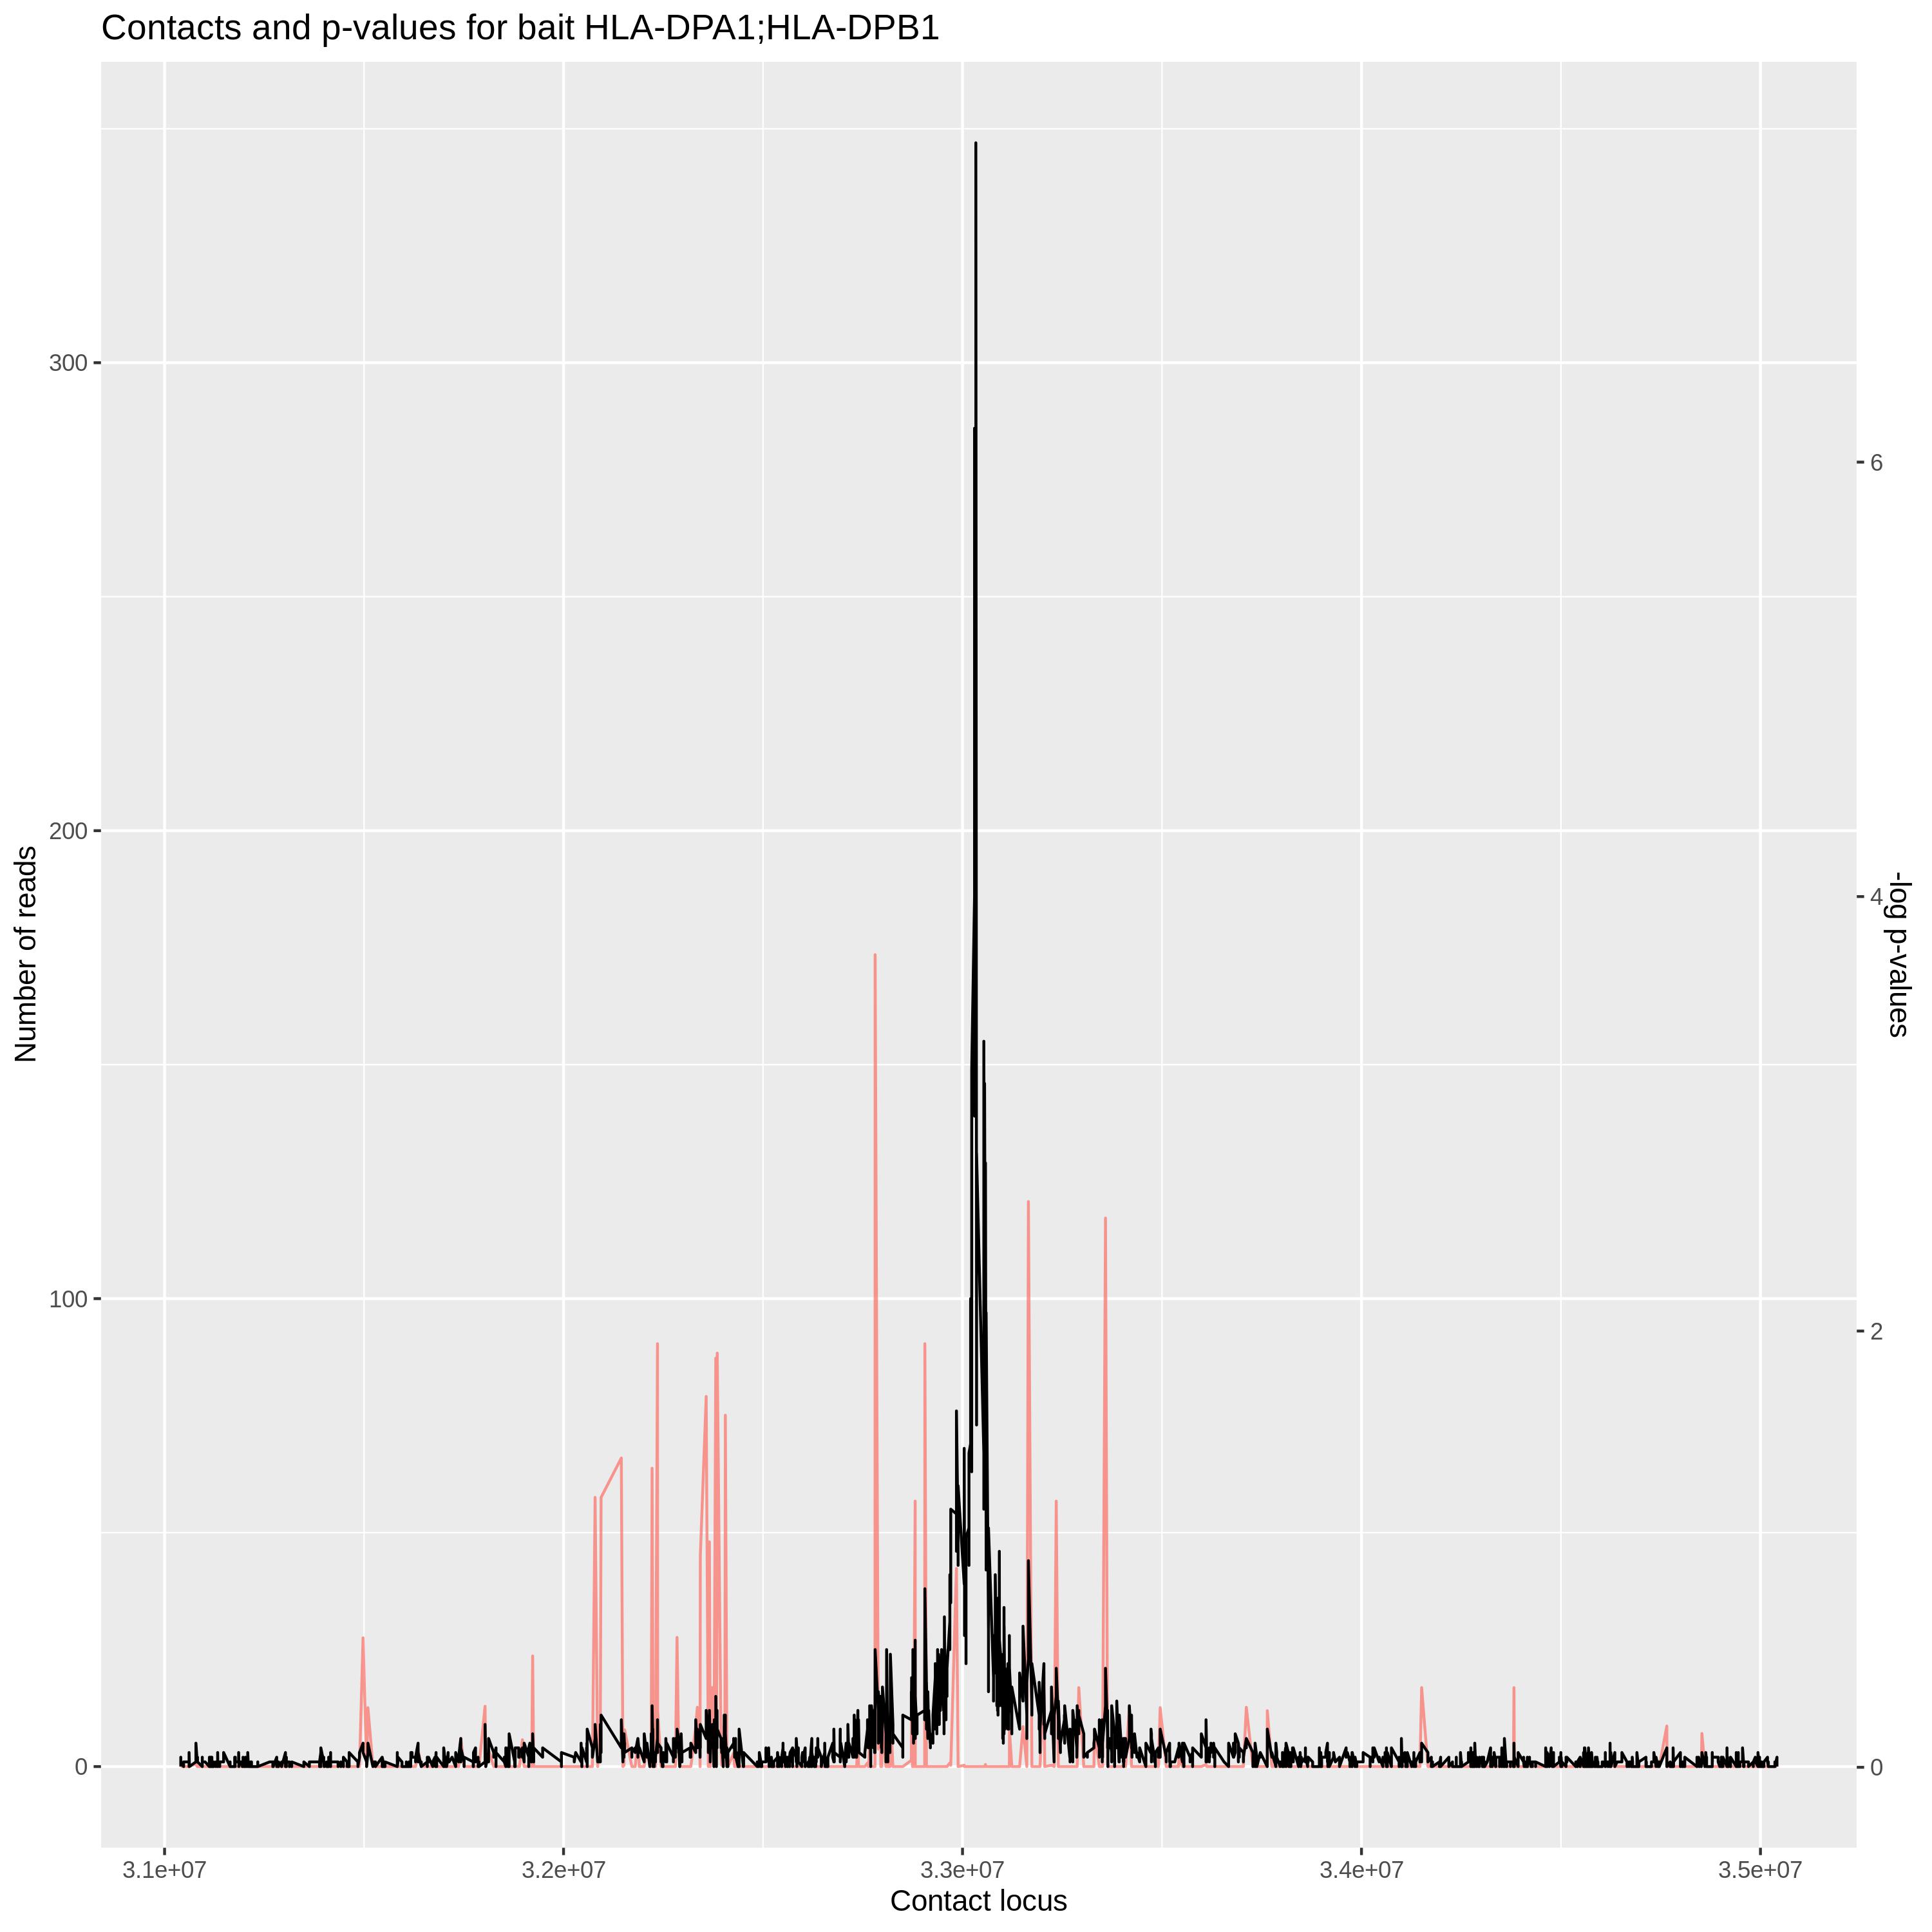 Contacts and p-values for bait HLA-DPA1;HLA-DPB1
Number of reads
300
200
100
0
6
4
2
0
-log p-values
3.1e+07
3.2e+07
3.3e+07
3.4e+07
3.5e+07
Contact locus